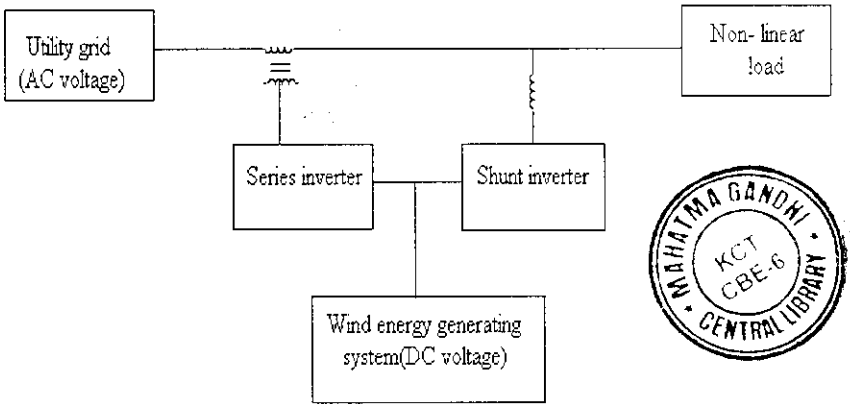 Utility grid
(AC voltage)
Non- linear
load
Series inverter
Shunt inverter
Wind energy generating
system(DC voltage)
MAHATMA GANDHI
KCT
CBE-6
CENTRAL LIBRARY